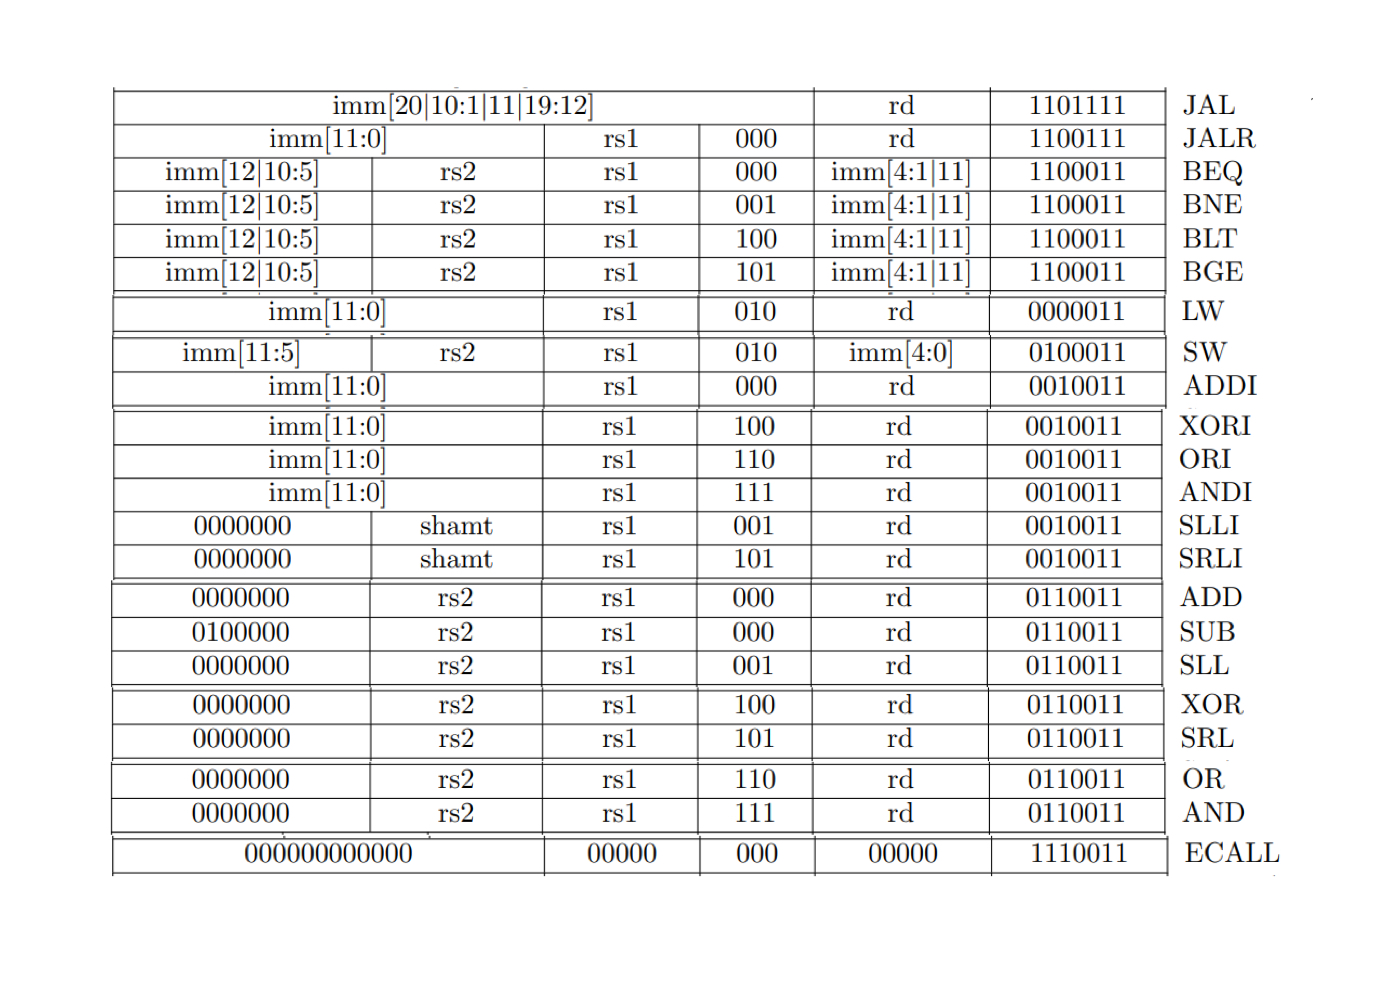 imm[20|10:1|11|19:12] rd 1101111 JAL
imm[11:0] rs1 000 rd 1100111 JALR
imm[12|10:5] rs2 rs1 000 imm[4:1|11] 1100011 BEQ
imm[12|10:5] rs2 rs1 001 imm[4:1|11] 1100011 BNE
imm[12|10:5] rs2 rs1 100 imm[4:1|11] 1100011 BLT
imm[12|10:5] rs2 rs1 101 imm[4:1|11] 1100011 BGE
imm[11:0] rs1 010 rd 0000011 LW
imm[11:5] rs2 rs1 010 imm[4:0] 0100011 SW
imm[11:0] rs1 000 rd 0010011 ADDI
imm[11:0] rs1 100 rd 0010011 XORI
imm[11:0] rs1 110 rd 0010011 ORI
imm[11:0] rs1 111 rd 0010011 ANDI
0000000 shamt rs1 001 rd 0010011 SLLI
0000000 shamt rs1 101 rd 0010011 SRLI
0000000 rs2 rs1 000 rd 0110011 ADD
0100000 rs2 rs1 000 rd 0110011 SUB
0000000 rs2 rs1 001 rd 0110011 SLL
0000000 rs2 rs1 100 rd 0110011 XOR
0000000 rs2 rs1 101 rd 0110011 SRL
0000000 rs2 rs1 110 rd 0110011 OR
0000000 rs2 rs1 111 rd 0110011 AND
000000000000 00000 000 00000 1110011 ECALL